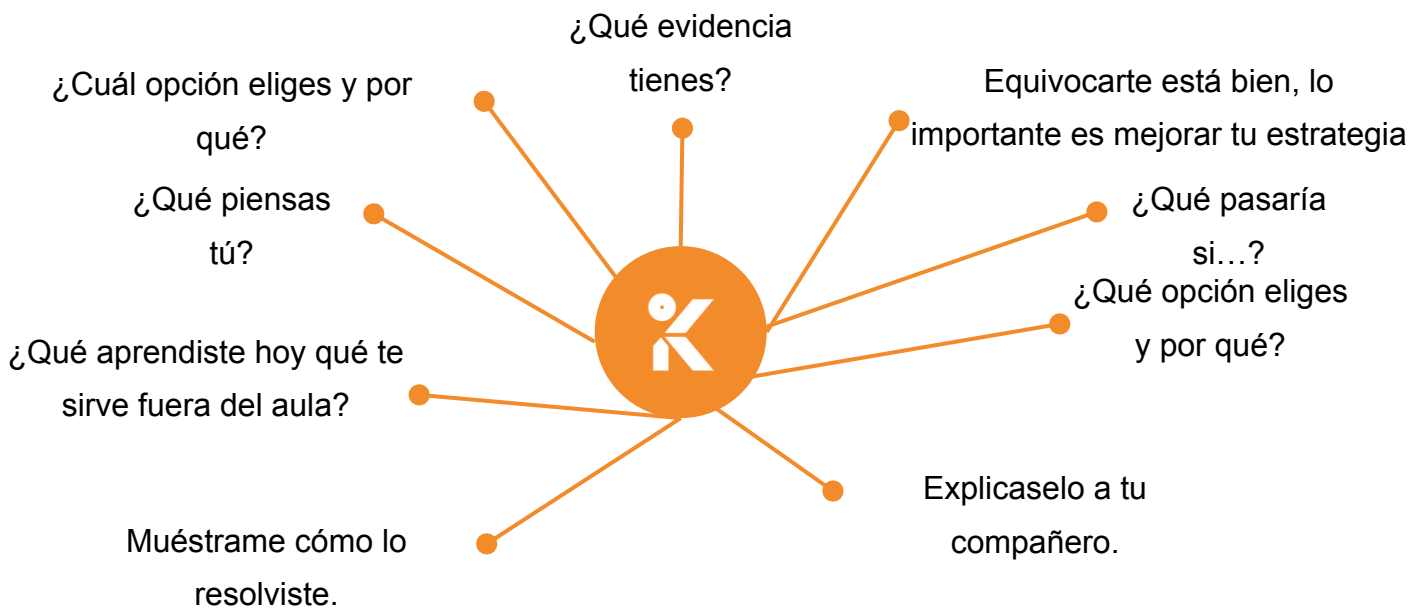 ¿Qué evidencia
tienes?
¿Cuál opción eliges y por
qué?
Equivocarte está bien, lo
importante es mejorar tu estrategia
¿Qué piensas
tú?
¿Qué pasaría
si…?
¿Qué opción eliges
y por qué?
¿Qué aprendiste hoy qué te
sirve fuera del aula?
Explicaselo a tu
compañero.
Muéstrame cómo lo
resolviste.